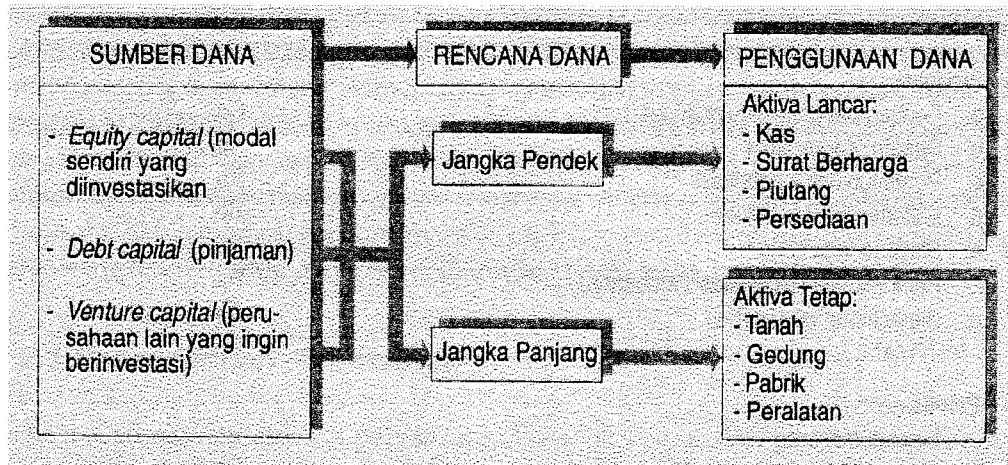 SUMBER DANA
- Equity capital (modal
sendiri yang
diinvestasikan
- Debt capital (pinjaman)
- Venture capital (peru-
sahaan lain yang ingin
berinvestasi)
RENCANA DANA
Jangka Pendek
Jangka Panjang
PENGGUNAAN DANA
Aktiva Lancar:
- Kas
- Surat Berharga
- Piutang
- Persediaan
Aktiva Tetap:
- Tanah
- Gedung
- Pabrik
- Peralatan